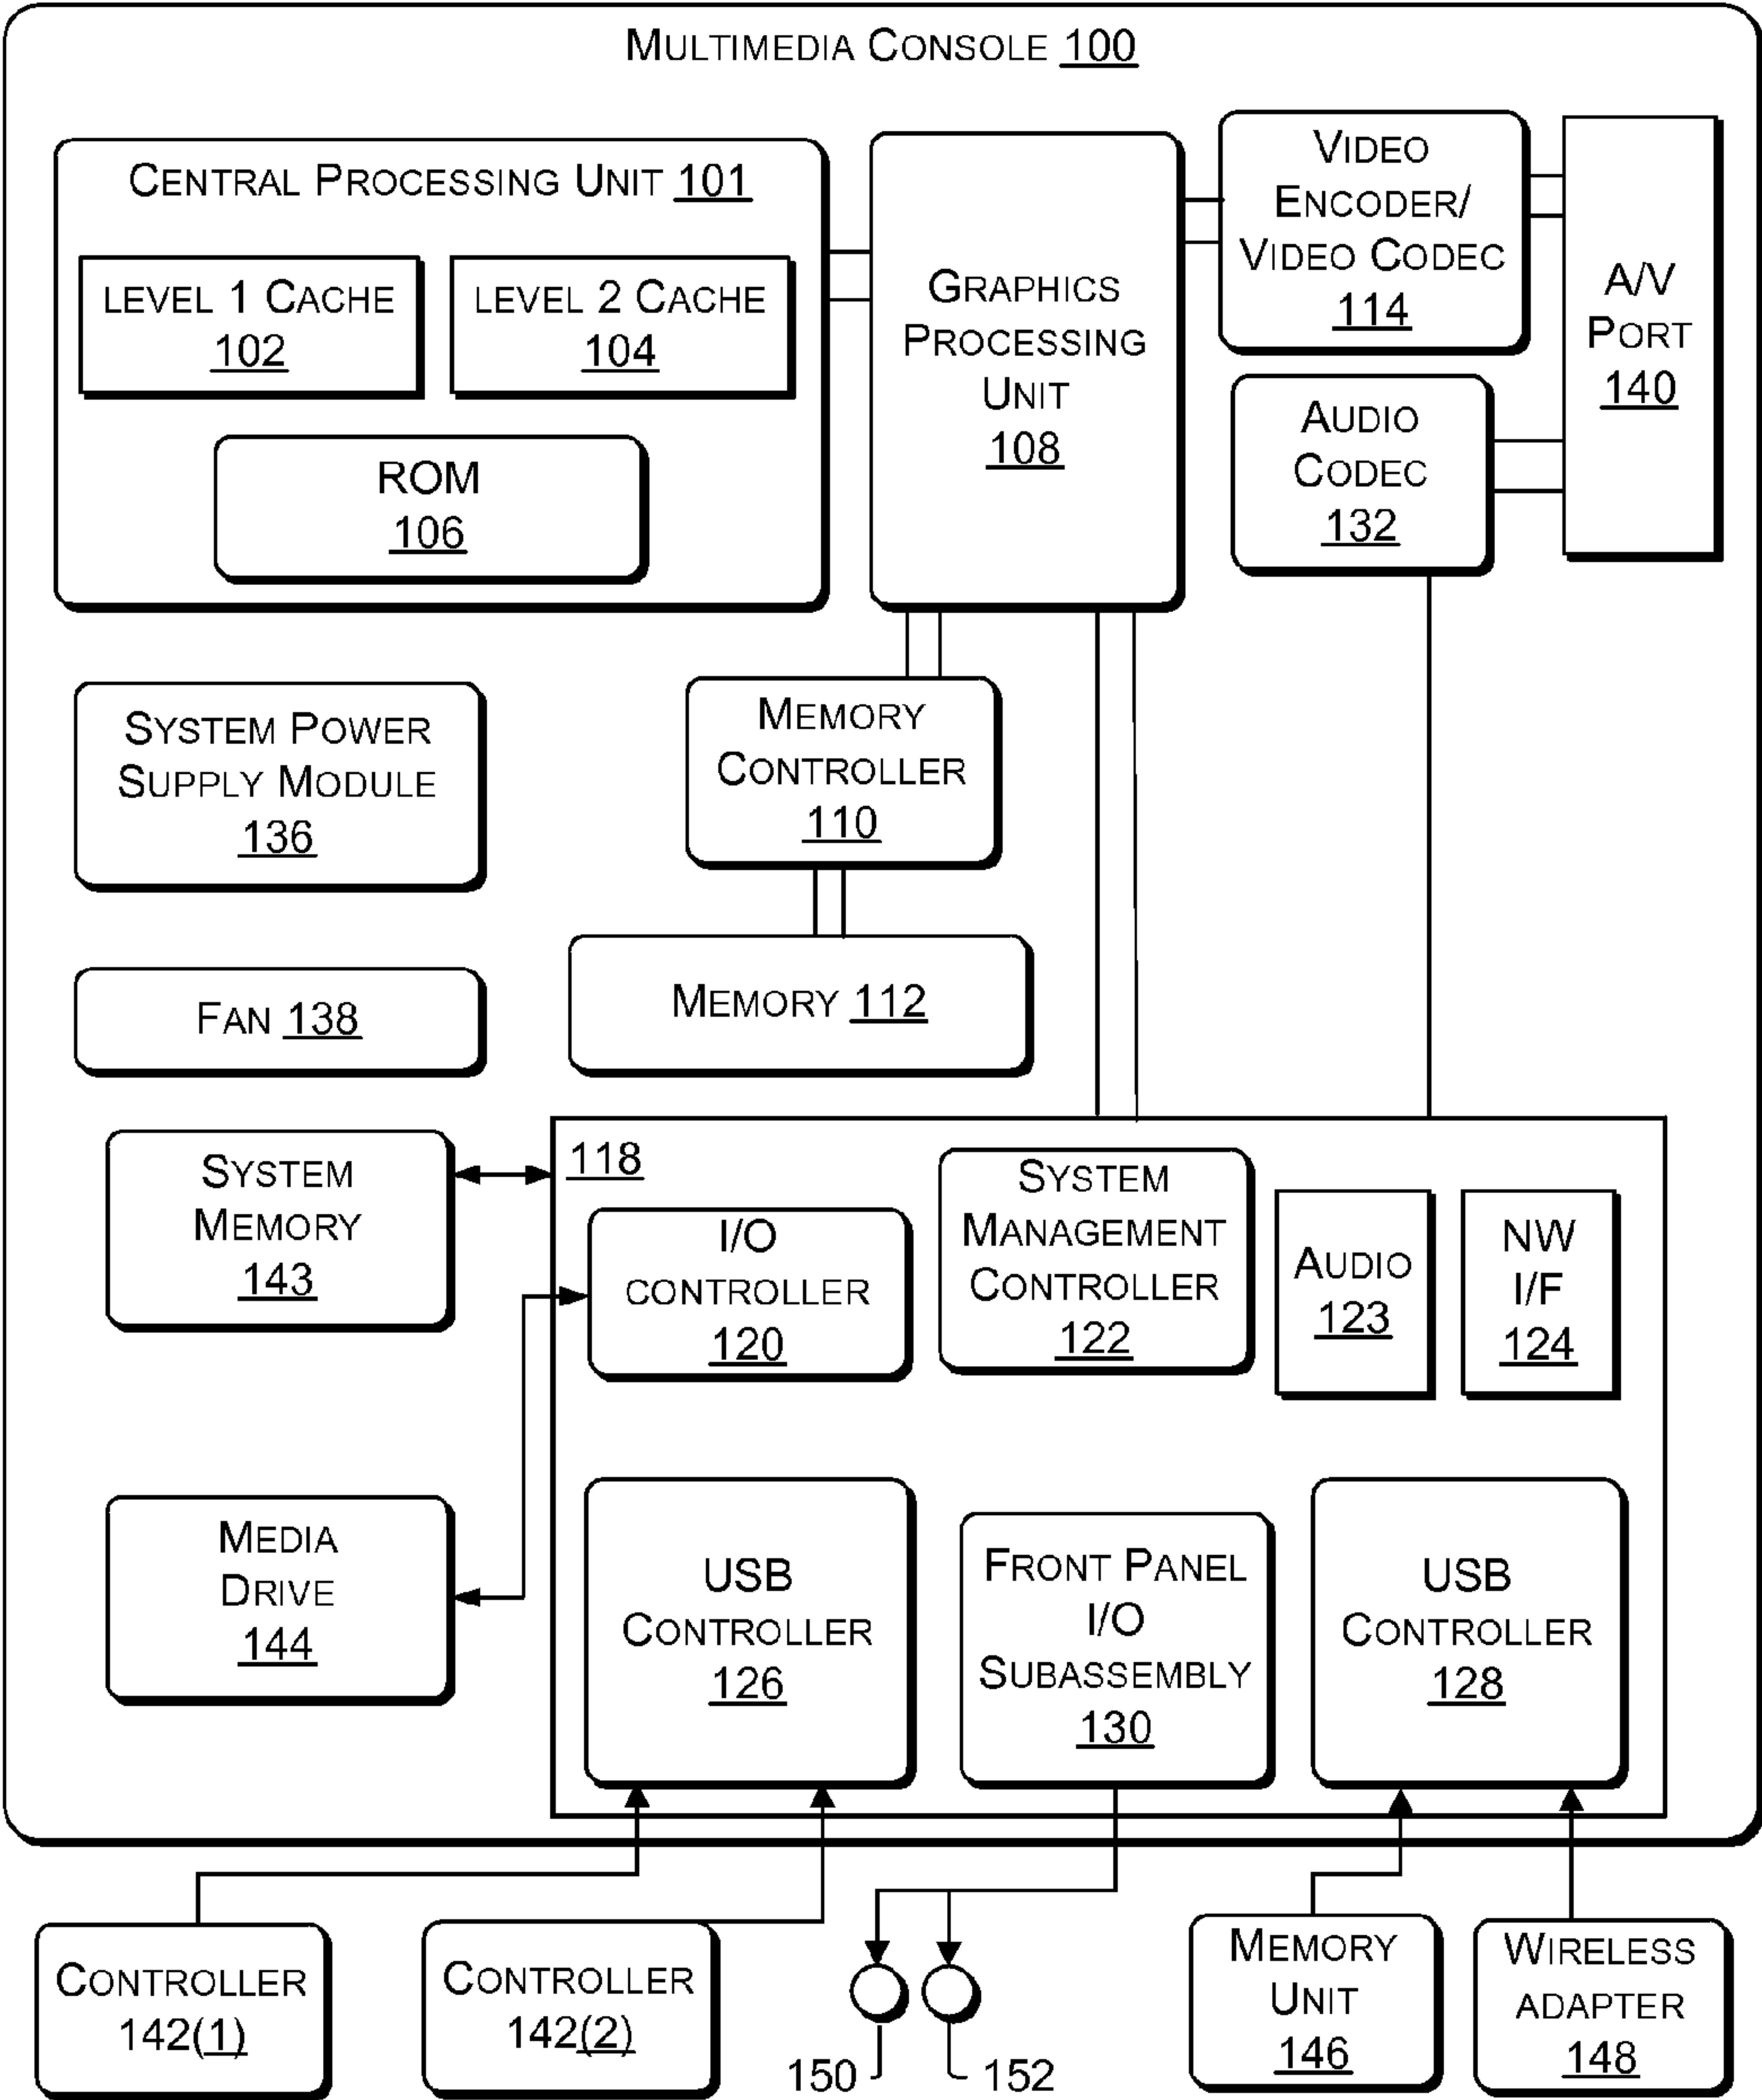 MULTIMEDIA CONSOLE 100
CENTRAL PROCESSING UNIT 101
LEVEL 1 CACHE
102
LEVEL 2 CACHE
104
ROM
106
GRAPHICS
PROCESSING
UNIT
108
VIDEO
ENCODER/
VIDEO CODEC
114
A/V
PORT
140
AUDIO
CODEC
132
SYSTEM POWER
SUPPLY MODULE
136
MEMORY
CONTROLLER
110
FAN 138
MEMORY 112
SYSTEM
MEMORY
143
118
I/O
CONTROLLER
120
SYSTEM
MANAGEMENT
CONTROLLER
122
AUDIO
123
NW
I/F
124
MEDIA
DRIVE
144
USB
CONTROLLER
126
FRONT PANEL
I/O
SUBASSEMBLY
130
USB
CONTROLLER
128
CONTROLLER
142(1)
CONTROLLER
142(2)
150
152
MEMORY
UNIT
146
WIRELESS
ADAPTER
148